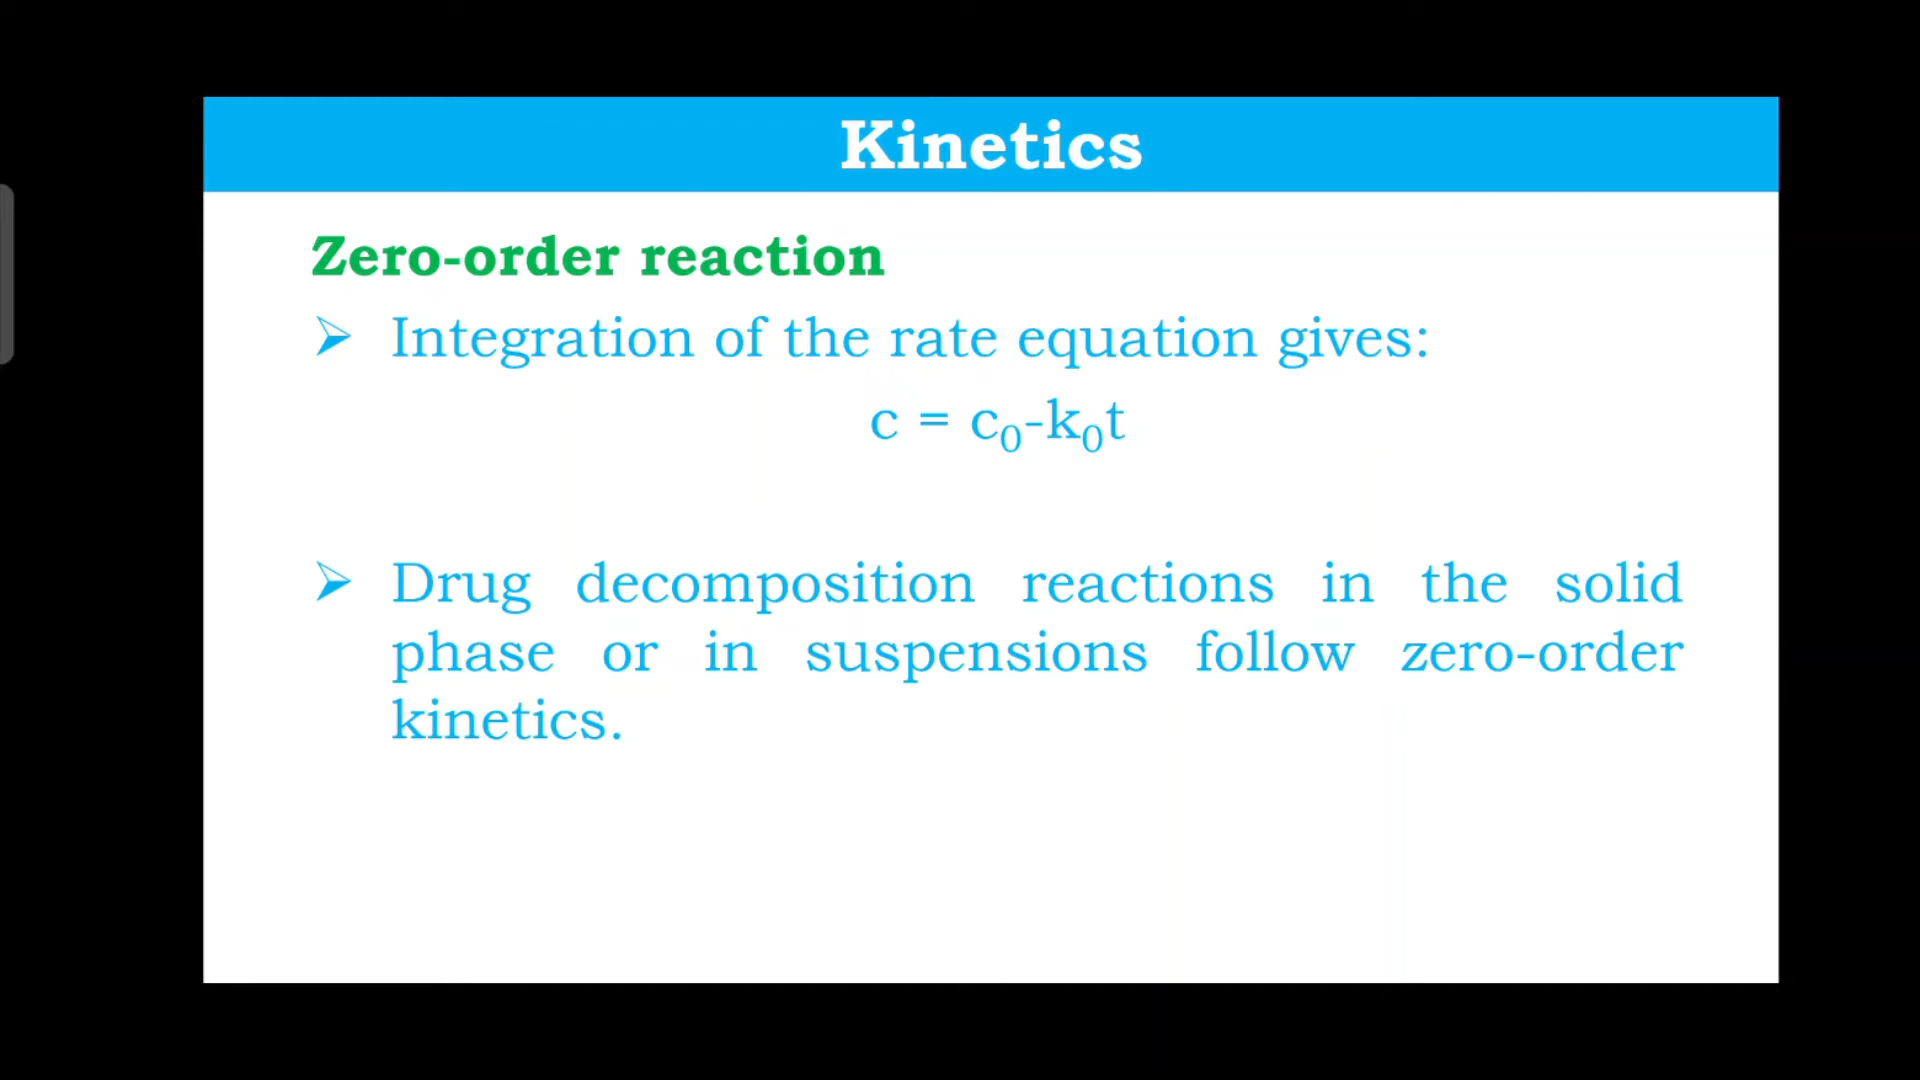 Kinetics
Zero-order reaction
➢ Integration of the rate equation gives:
c = c₀-k₀t
➢ Drug decomposition reactions in the solid
phase or in suspensions follow zero-order
kinetics.